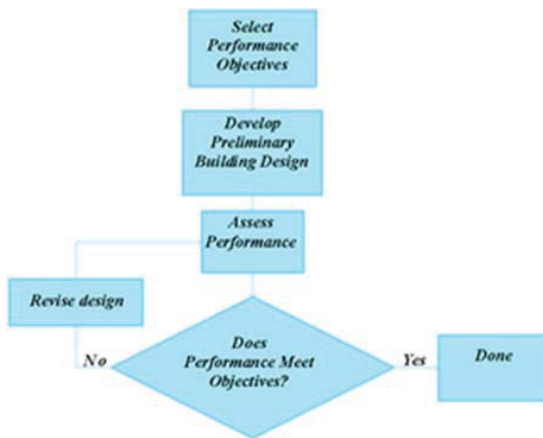 Select
Performance
Objectives
Develop
Preliminary
Building Design
Assess
Performance
Revise design
Does
Performance Meet
Objectives?
No
Yes
Done